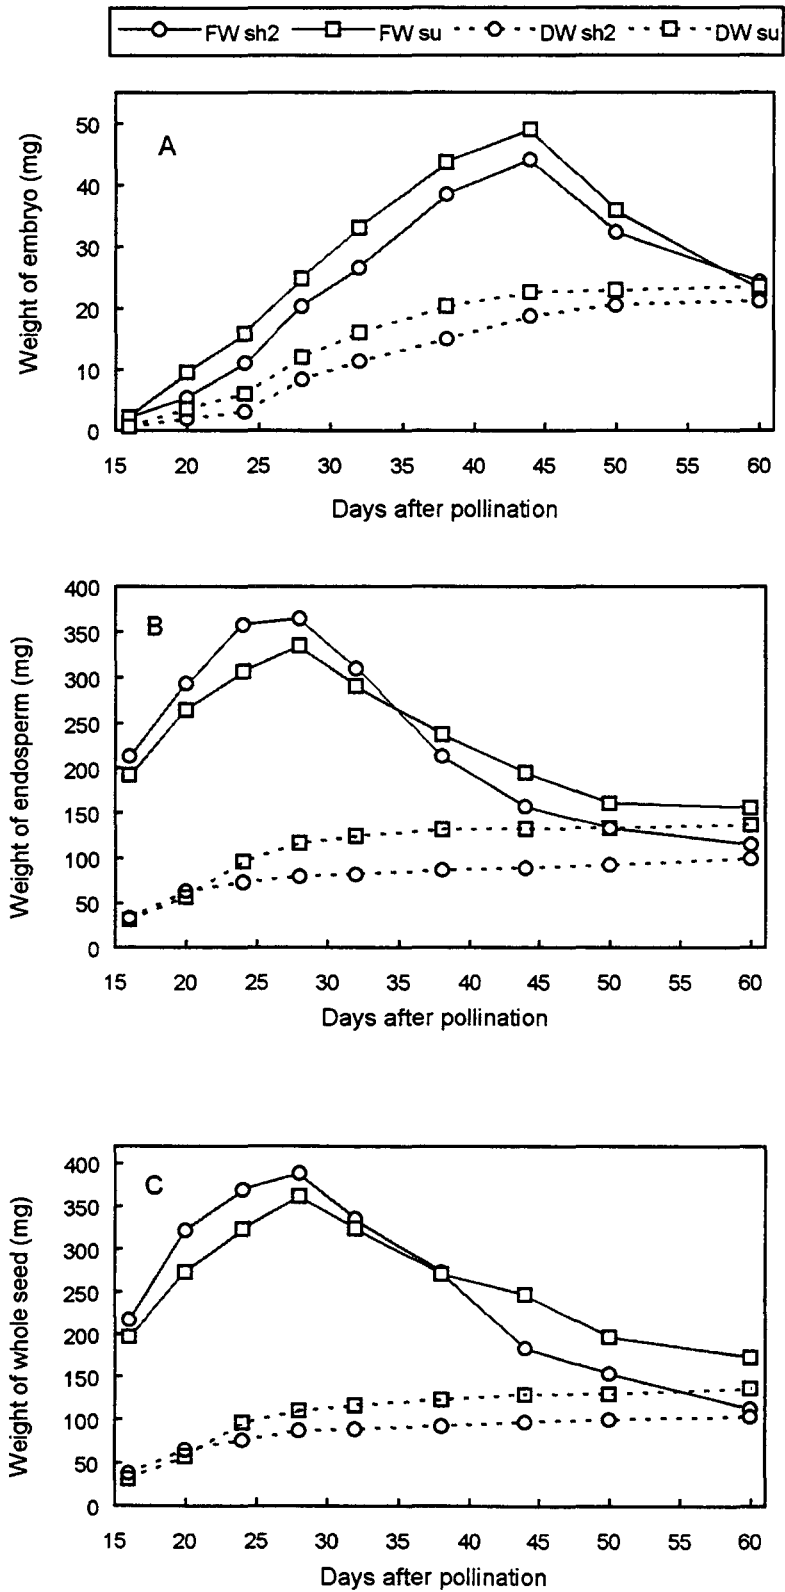 FW sh2 FW su DW sh2 DW su
A
Weight of embryo (mg)
50
40
30
20
10
0
15 20 25 30 35 40 45 50 55 60
Days after pollination
B
Weight of endosperm (mg)
400
350
300
250
200
150
100
50
0
15 20 25 30 35 40 45 50 55 60
Days after pollination
C
Weight of whole seed (mg)
400
350
300
250
200
150
100
50
0
15 20 25 30 35 40 45 50 55 60
Days after pollination